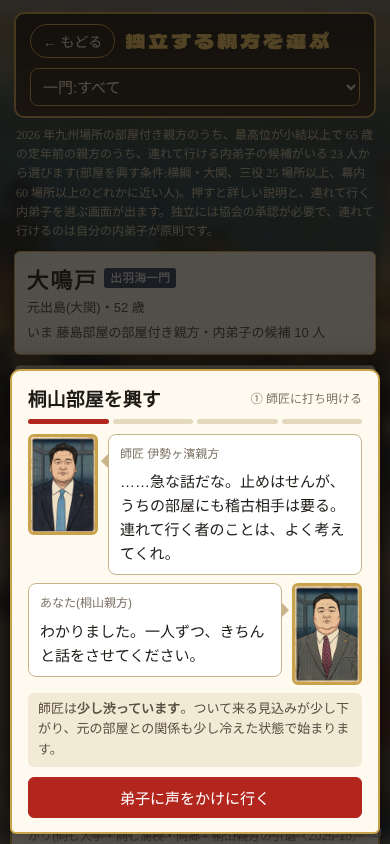 ← もどる
独立する親方を選ぶ
一門:すべて
2026 年九州場所の部屋付き親方のうち、最高位が小結以上で 65 歳
の定年前の親方のうち、連れて行ける内弟子の候補がいる 23 人か
ら選びます(部屋を興す条件:横綱・大関、三役 25 場所以上、幕内
60 場所以上のどれかに近い人)。押すと詳しい説明と、連れて行く
内弟子を選ぶ画面が出ます。独立には協会の承認が必要で、連れて
行けるのは自分の内弟子が原則です。
大鳴戸 出羽海一門
元出島(大関)・52 歳
いま 藤島部屋の部屋付き親方・内弟子の候補 10 人
桐山部屋を興す
① 師匠に打ち明ける
師匠 伊勢ヶ濱親方
……急な話だな。止めはせんが、
うちの部屋にも稽古相手は要る。
連れて行く者のことは、よく考え
てくれ。
あなた(桐山親方)
わかりました。一人ずつ、きちん
と話をさせてください。
師匠は少し渋っています。ついて来る見込みが少し下
がり、元の部屋との関係も少し冷えた状態で始まりま
す。
弟子に声をかけに行く